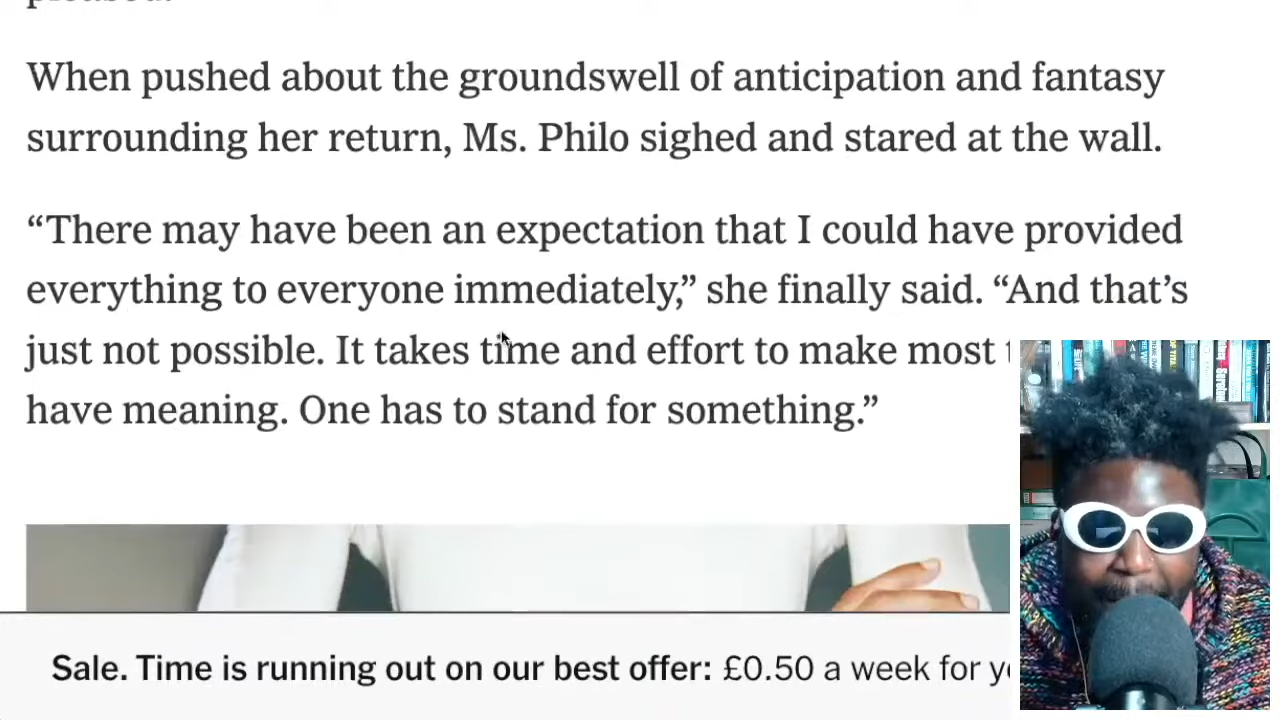 When pushed about the groundswell of anticipation and fantasy
surrounding her return, Ms. Philo sighed and stared at the wall.
“There may have been an expectation that I could have provided
everything to everyone immediately,” she finally said. “And that’s
just not possible. It takes time and effort to make most
have meaning. One has to stand for something.”
Sale. Time is running out on our best offer: £0.50 a week for